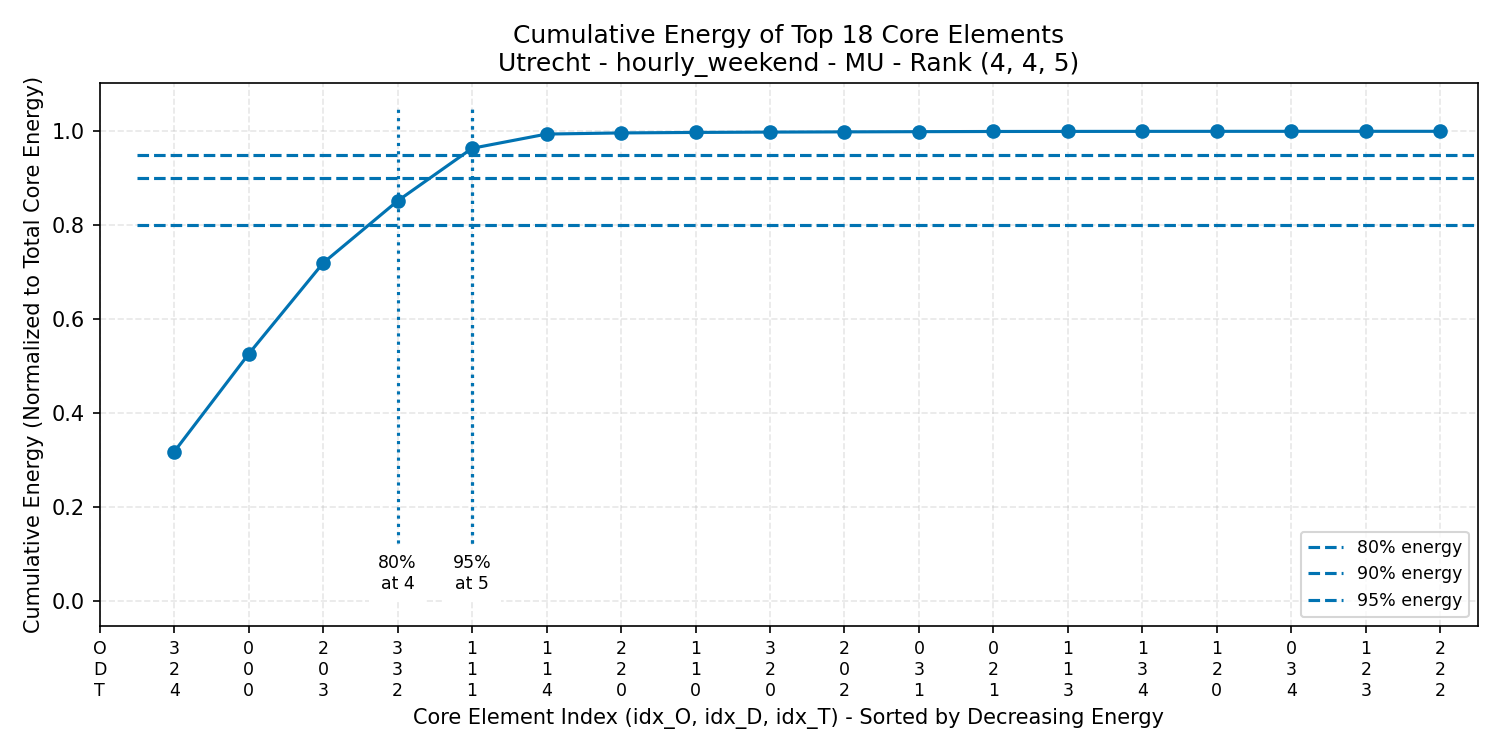 Cumulative Energy of Top 18 Core Elements
Utrecht - hourly_weekend - MU - Rank (4, 4, 5)
Cumulative Energy (Normalized to Total Core Energy)
1.0
0.8
0.6
0.4
0.2
0.0
80%
at 4
95%
at 5
80% energy
90% energy
95% energy
O 3 0 2 3 1 1 2 1 3 2 0 0 1 1 1 0 1 2
D 2 0 0 3 1 1 2 1 2 0 3 2 1 3 2 3 2 2
T 4 0 3 2 1 4 0 0 0 2 1 1 3 4 0 4 3 2
Core Element Index (idx_O, idx_D, idx_T) - Sorted by Decreasing Energy